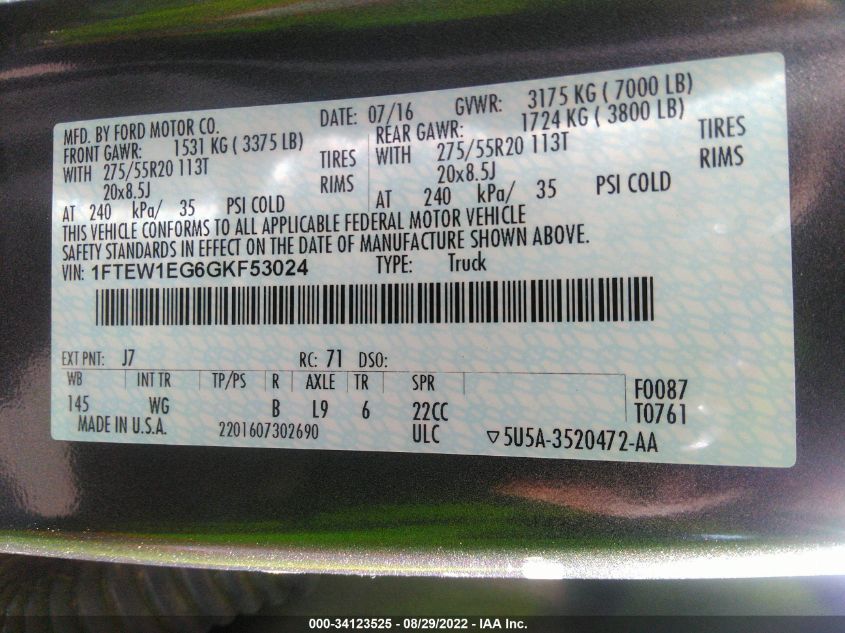 MFD. BY FORD MOTOR CO. DATE: 07/16 GVWR: 3175 KG ( 7000 LB)
FRONT GAWR: 1531 KG ( 3375 LB) REAR GAWR: 1724 KG ( 3800 LB)
WITH 275/55R20 113T TIRES WITH 275/55R20 113T TIRES
20x8.5J RIMS 20x8.5J RIMS
AT 240 kPa/ 35 PSI COLD AT 240 kPa/ 35 PSI COLD
THIS VEHICLE CONFORMS TO ALL APPLICABLE FEDERAL MOTOR VEHICLE
SAFETY STANDARDS IN EFFECT ON THE DATE OF MANUFACTURE SHOWN ABOVE.
VIN: 1FTEW1EG6GKF53024 TYPE: Truck
EXT PNT: J7 RC: 71 DSO:
WB INT TR TP/PS R AXLE TR SPR F0087
145 WG B L9 6 22CC T0761
MADE IN U.S.A. 2201607302690 ULC ▽5U5A-3520472-AA
000-34123525 - 08/29/2022 - IAA Inc.